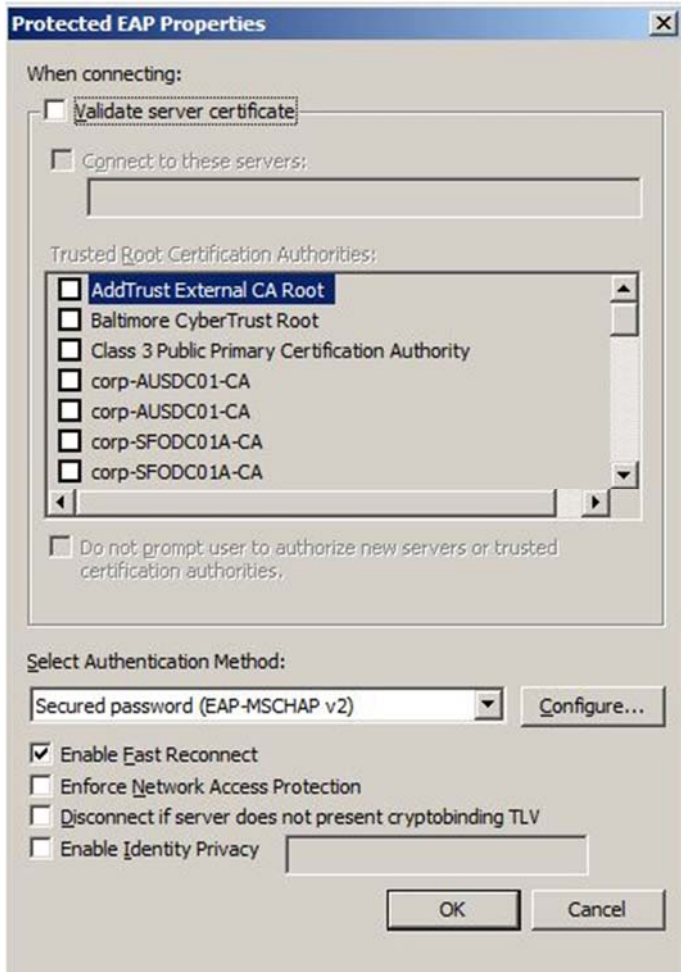 Protected EAP Properties
When connecting:
Validate server certificate
Connect to these servers:
Trusted Root Certification Authorities:
AddTrust External CA Root
Baltimore CyberTrust Root
Class 3 Public Primary Certification Authority
corp-AUSDC01-CA
corp-AUSDC01-CA
corp-SFODC01A-CA
corp-SFODC01A-CA
Do not prompt user to authorize new servers or trusted
certification authorities.
Select Authentication Method:
Secured password (EAP-MSCHAP v2)
Configure...
Enable Fast Reconnect
Enforce Network Access Protection
Disconnect if server does not present cryptobinding TLV
Enable Identity Privacy
OK
Cancel